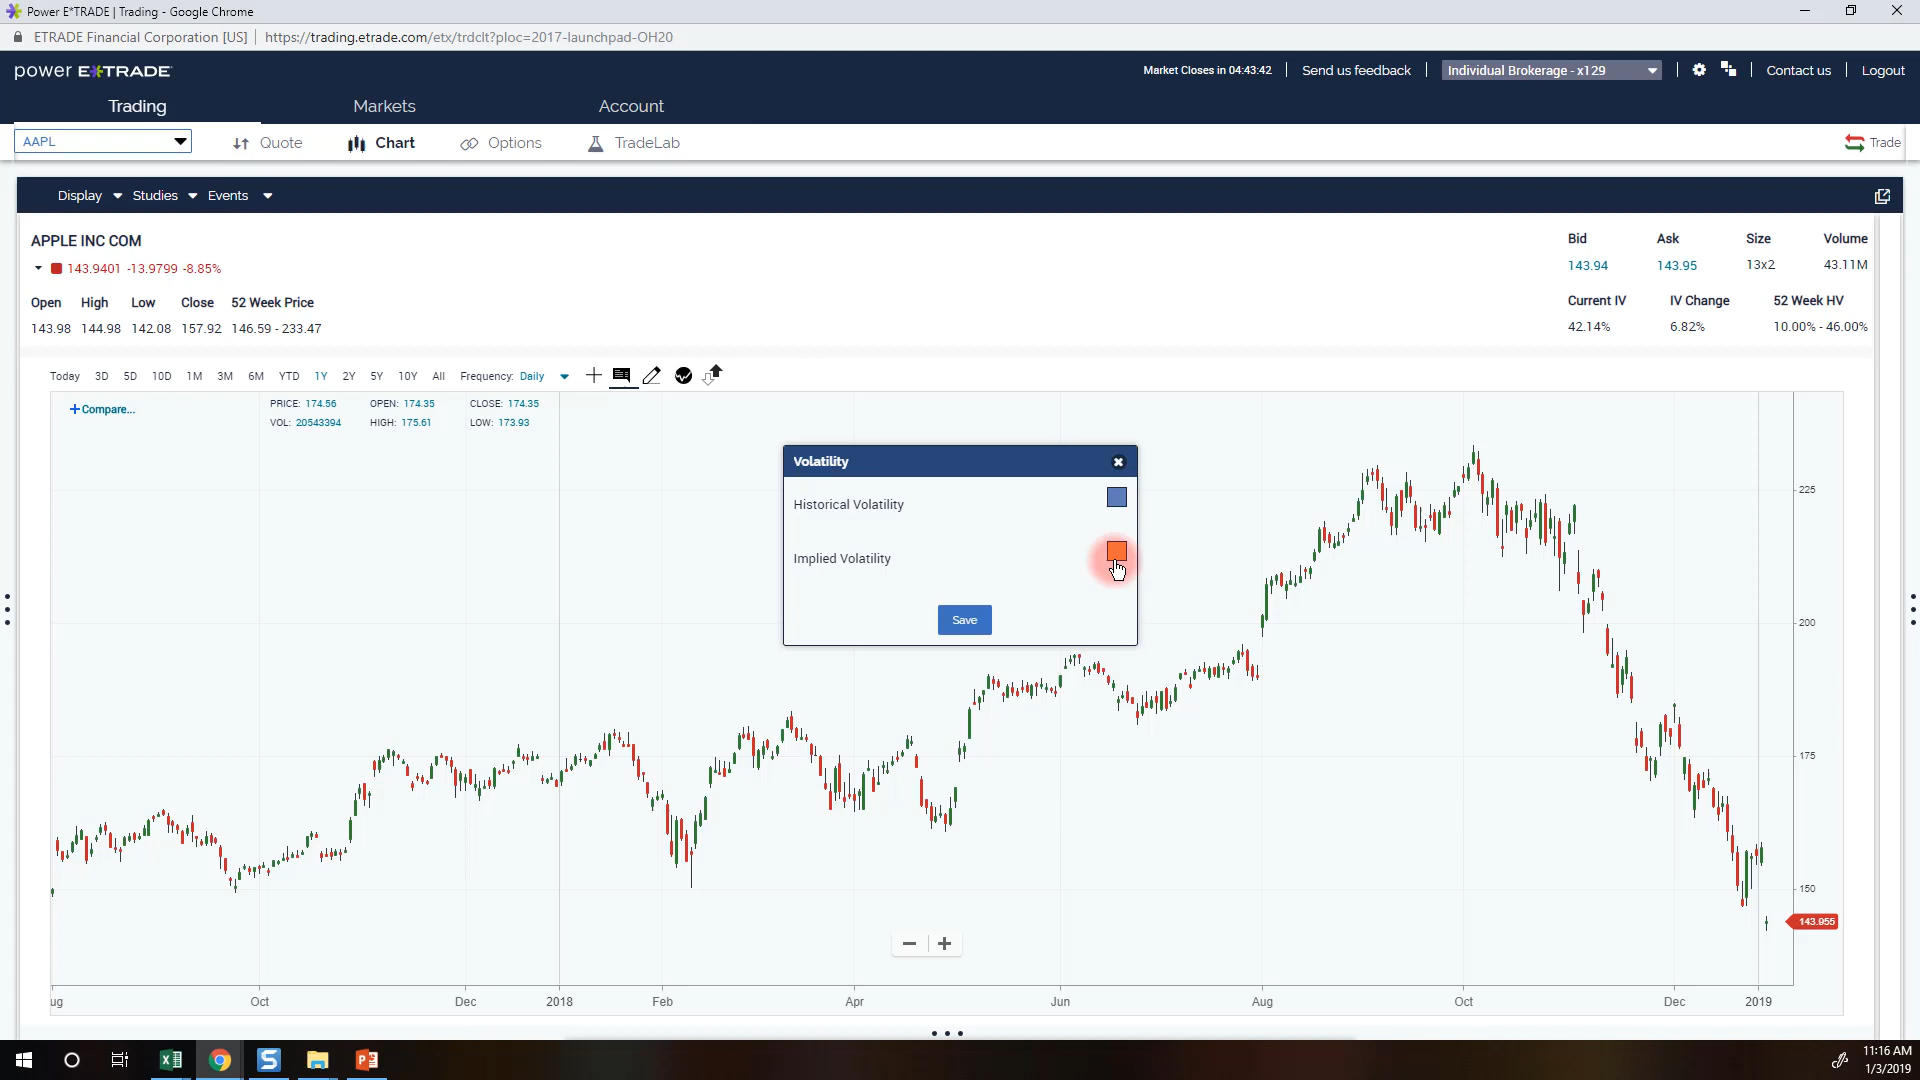 Power E*TRADE | Trading - Google Chrome
ETRADE Financial Corporation [US] | https://trading.etrade.com/etx/trdclt?ploc=2017-launchpad-OH20
power E*TRADE Market Closes in 04:43:42 Send us feedback Individual Brokerage - x129 Contact us Logout
Trading Markets Account
AAPL Quote Chart Options TradeLab Trade
Display Studies Events
APPLE INC COM Bid Ask Size Volume
143.9401 -13.9799 -8.85% 143.94 143.95 13x2 43.11M
Open High Low Close 52 Week Price Current IV IV Change 52 Week HV
143.98 144.98 142.08 157.92 146.59 - 233.47 42.14% 6.82% 10.00% - 46.00%
Today 3D 5D 10D 1M 3M 6M YTD 1Y 2Y 5Y 10Y All Frequency: Daily
+Compare... PRICE: 174.56 OPEN: 174.35 CLOSE: 174.35
VOL: 20543394 HIGH: 175.61 LOW: 173.93
Volatility
225
Historical Volatility
Implied Volatility
Save
200
175
150
143.955
ug Oct Dec 2018 Feb Apr Jun Aug Oct Dec 2019
11:16 AM
1/3/2019